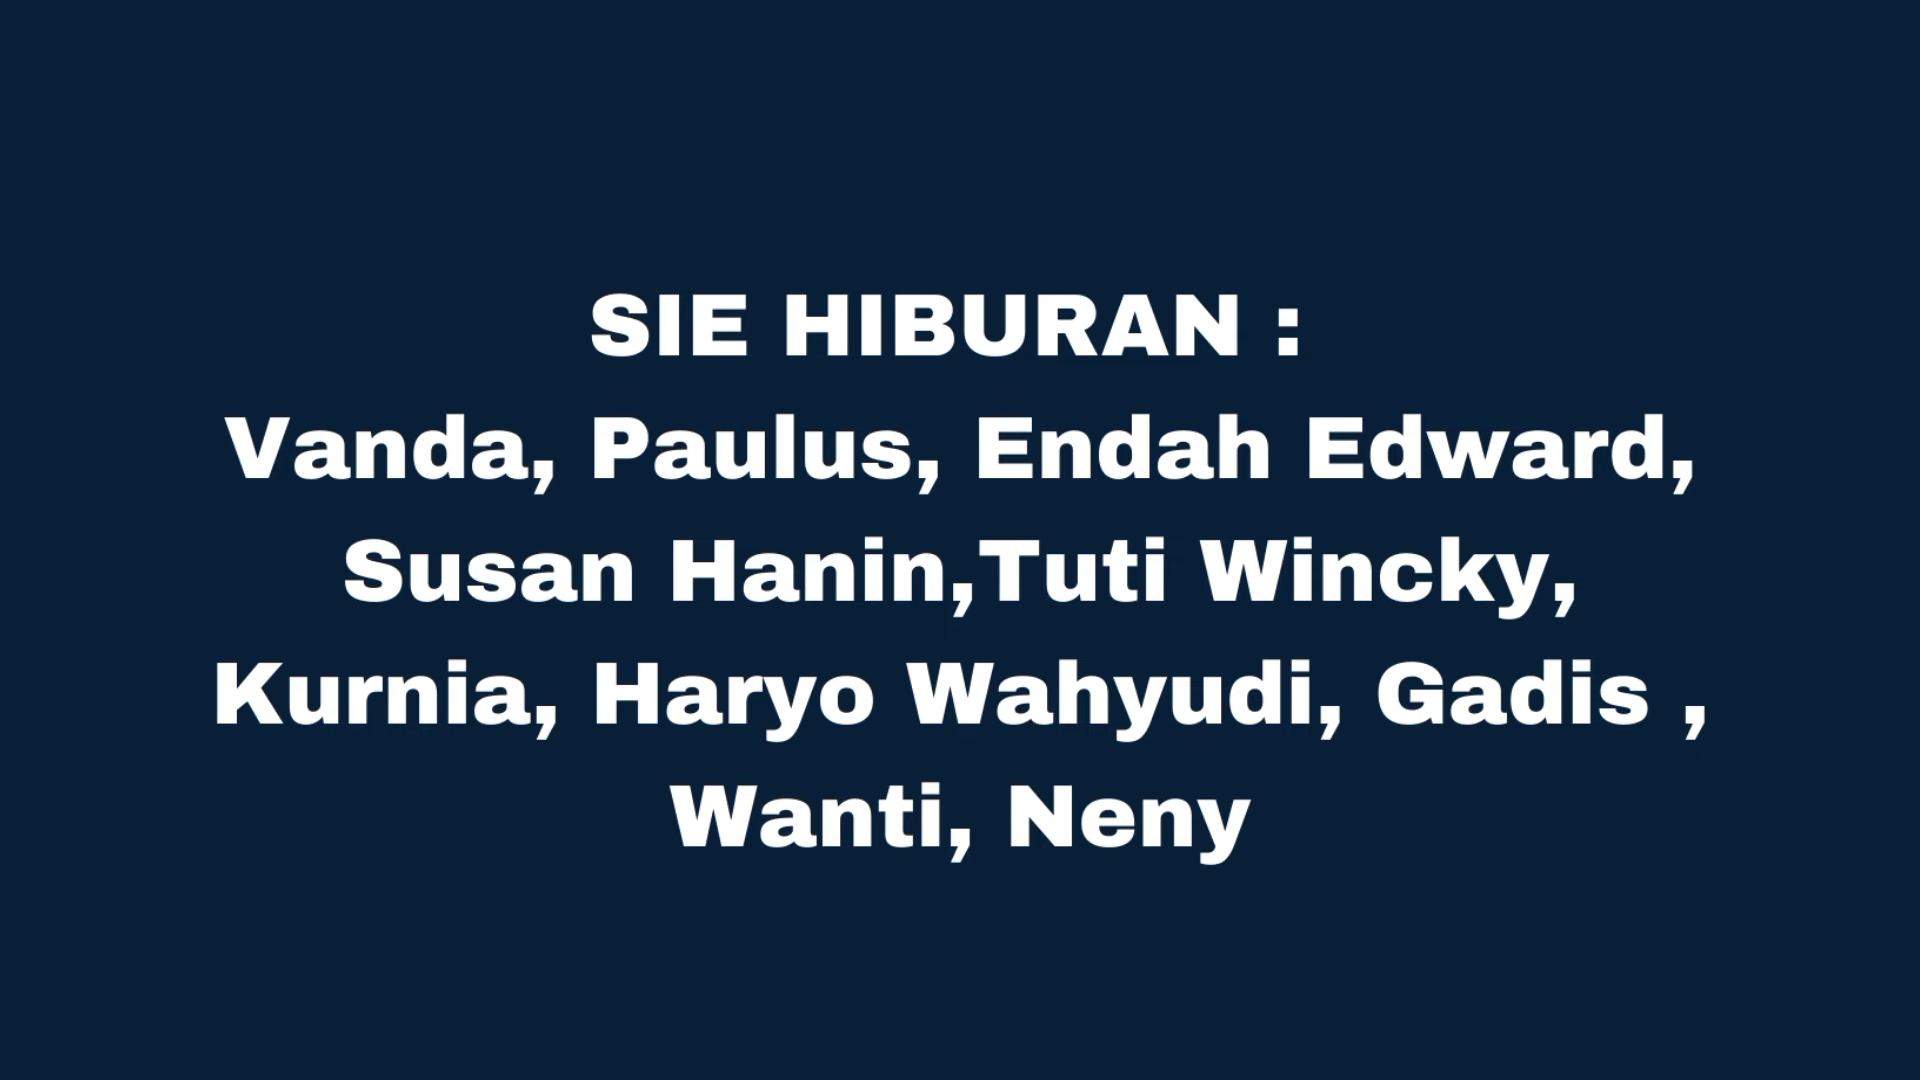 SIE HIBURAN :
Vanda, Paulus, Endah Edward,
Susan Hanin,Tuti Wincky,
Kurnia, Haryo Wahyudi, Gadis ,
Wanti, Neny